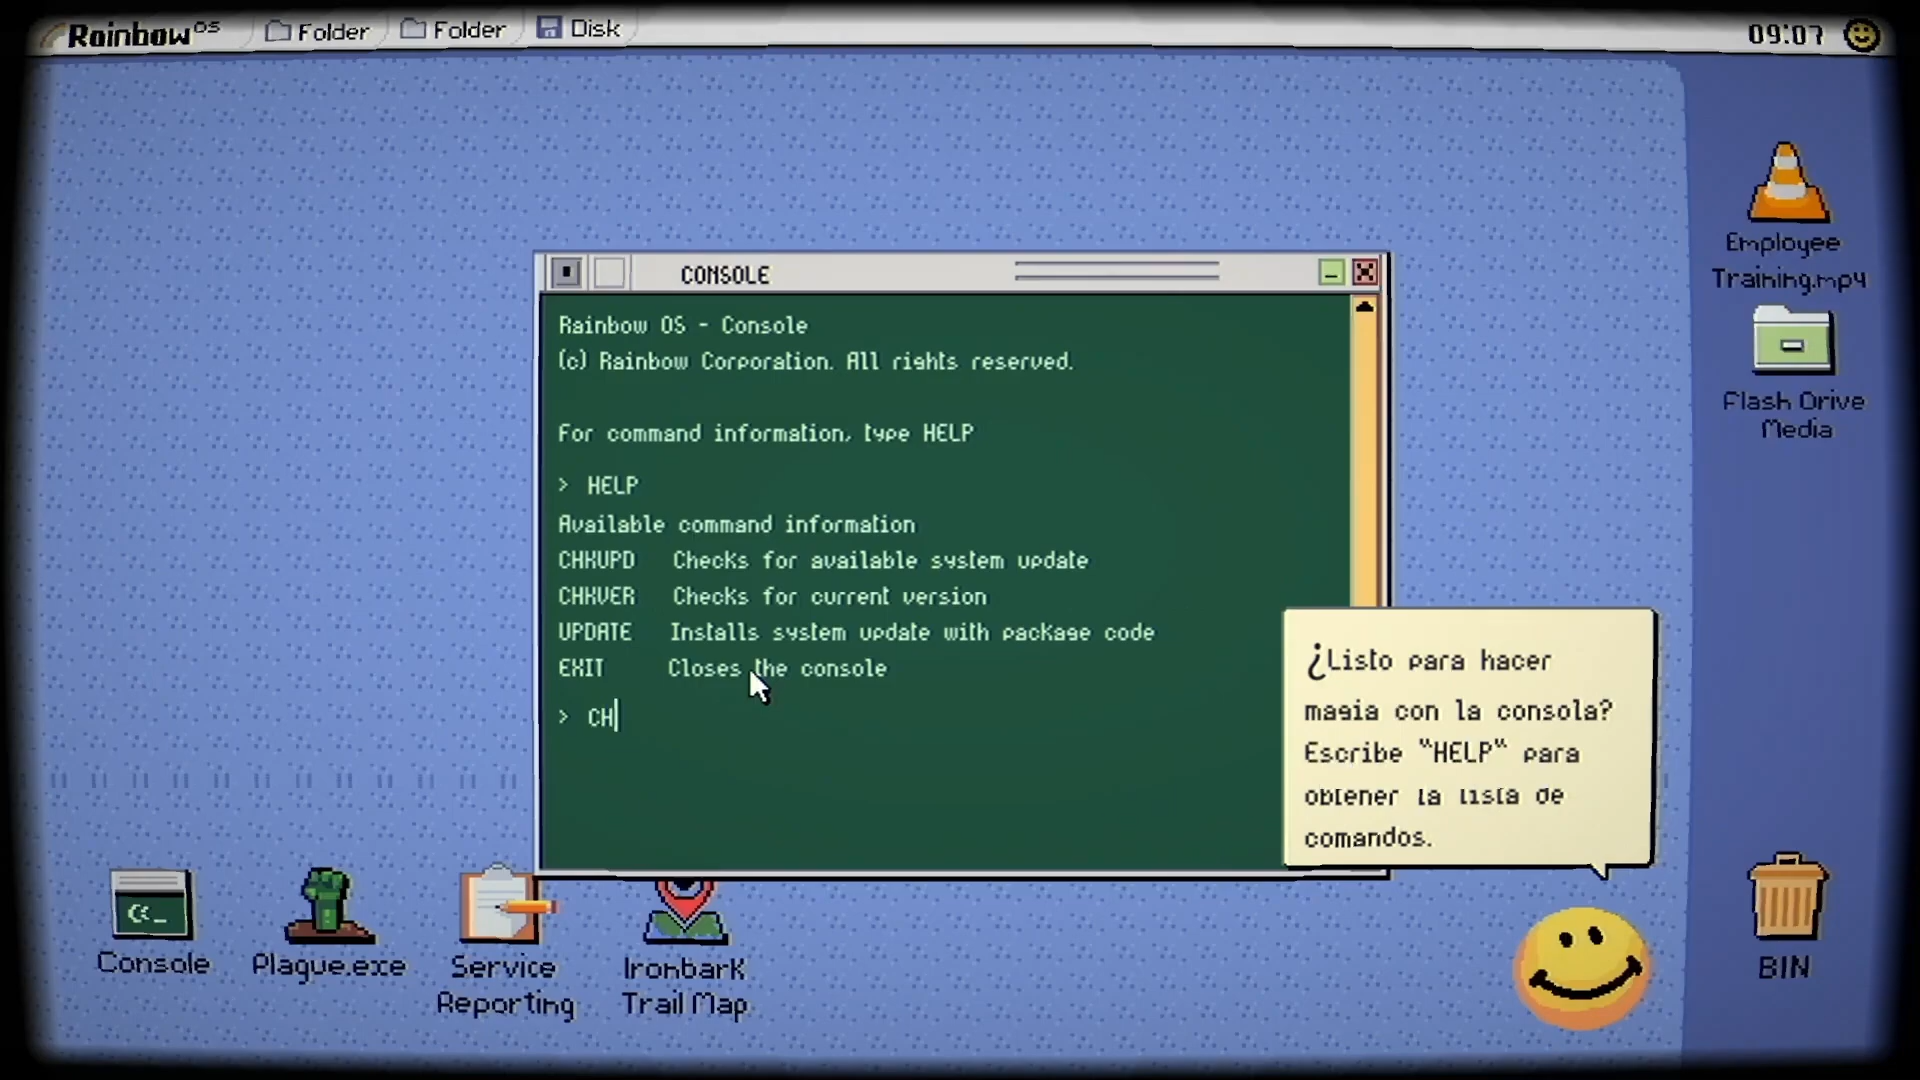 Rainbow OS
Folder
Folder
Disk
09:07
Employee
Training.mp4
Flash Drive
Media
CONSOLE
Rainbow OS - Console
(c) Rainbow Corporation. All rights reserved.
For command information, type HELP
> HELP
Available command information
CHKUPD Checks for available system update
CHKVER Checks for current version
UPDATE Installs system update with package code
EXIT Closes the console
> CH
¿Listo para hacer
magia con la consola?
Escribe "HELP" para
obtener la lista de
comandos.
Console
Plague.exe
Service
Reporting
Ironbark
Trail Map
BIN